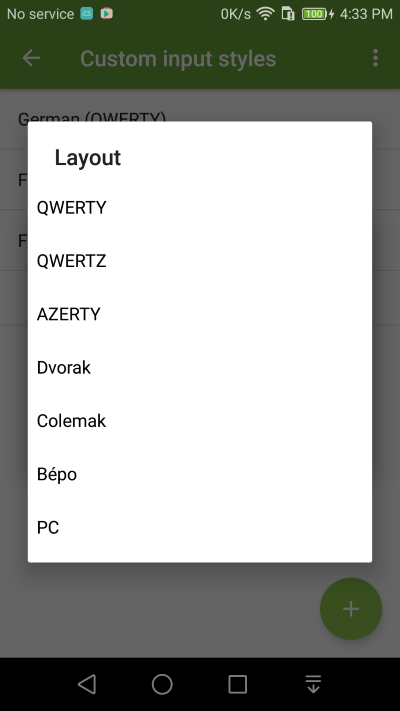 No service 0K/s 100 4:33 PM
Custom input styles
German (QWERTY)
F
F
Layout
QWERTY
QWERTZ
AZERTY
Dvorak
Colemak
Bépo
PC